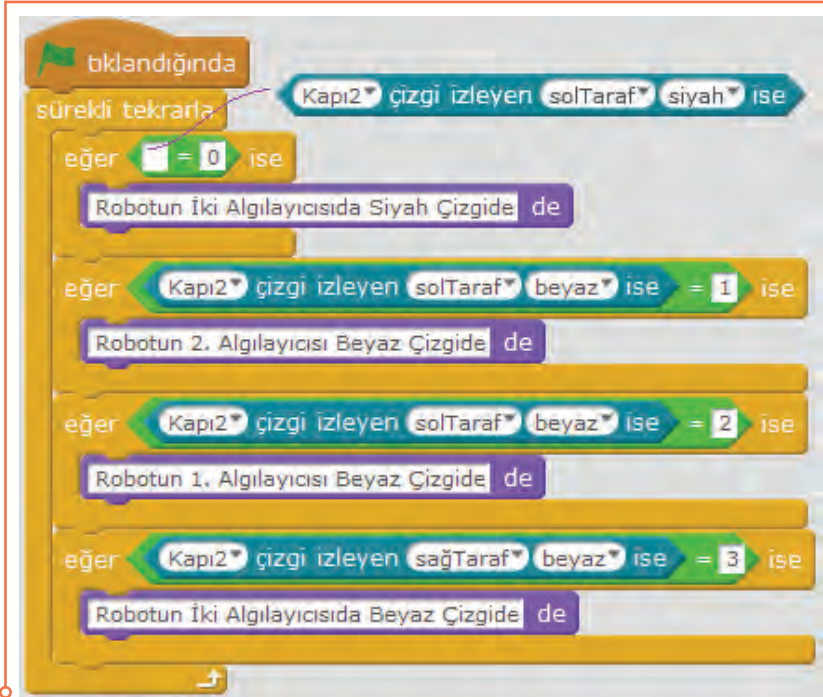 tıklandığında
Kapı2 çizgi izleyen solTaraf siyah ise
sürekli tekrarla
eğer = 0 ise
Robotun İki Algılayıcısıda Siyah Çizgide de
eğer Kapı2 çizgi izleyen solTaraf beyaz ise = 1 ise
Robotun 2. Algılayıcısı Beyaz Çizgide de
eğer Kapı2 çizgi izleyen solTaraf beyaz ise = 2 ise
Robotun 1. Algılayıcısı Beyaz Çizgide de
eğer Kapı2 çizgi izleyen sağTaraf beyaz ise = 3 ise
Robotun İki Algılayıcısıda Beyaz Çizgide de